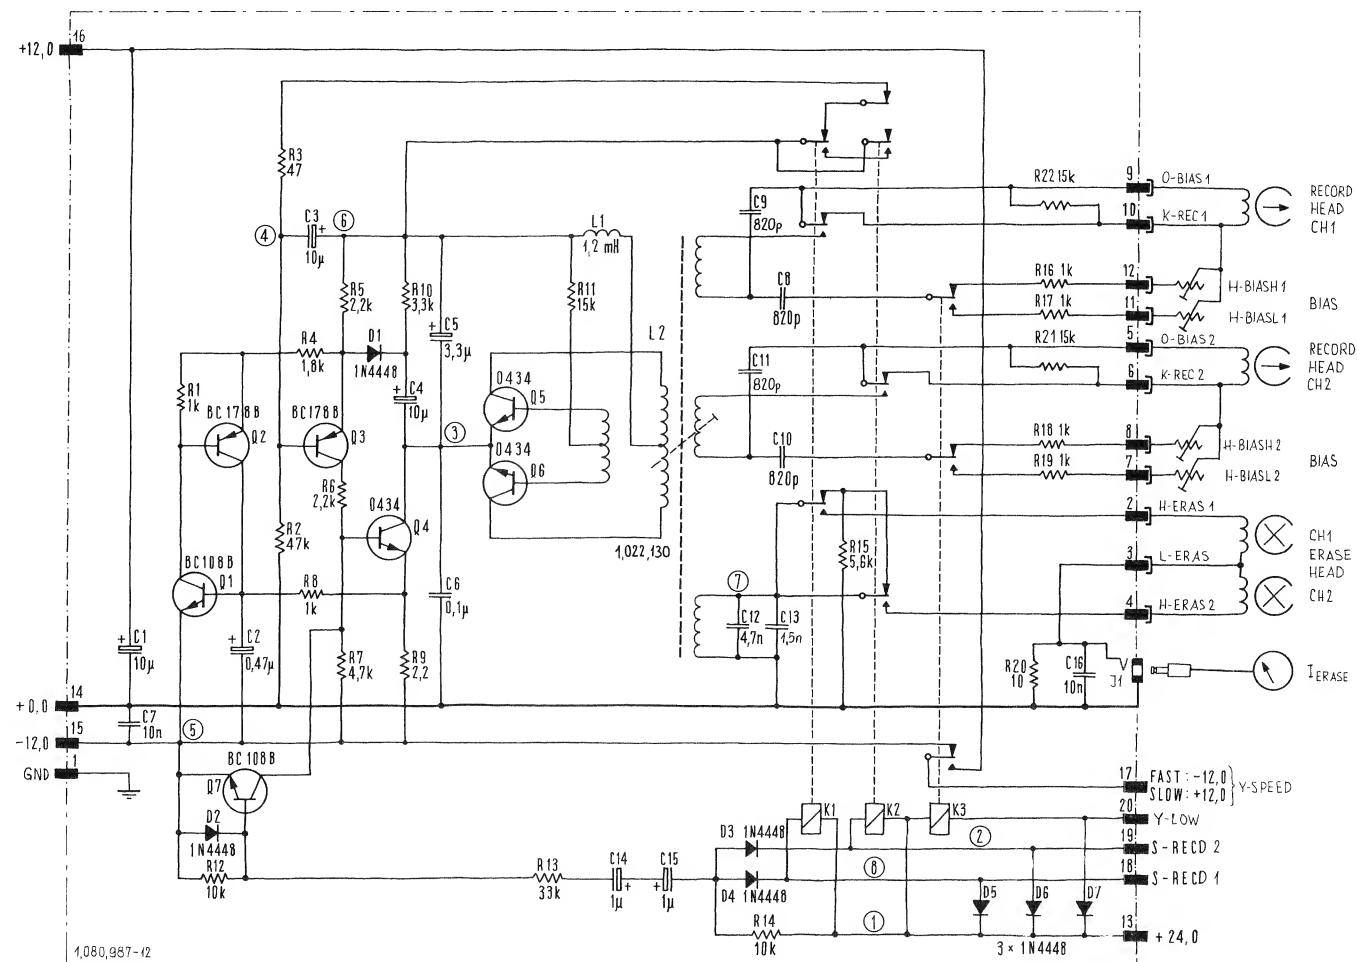 16
+12,0
R3
47
C3
+
10µ
4
6
L1
1,2 mH
R5
2,2k
R10
3,3k
R11
15k
+
C5
3,3µ
L2
R4
1,8k
D1
1N4448
R1
1k
BC178B
Q2
BC178B
Q3
+
C4
10µ
3
0434
Q5
0434
Q6
R6
2,2k
0434
Q4
R2
47k
BC108B
Q1
R8
1k
C6
0,1µ
1,022,130
+
C1
10µ
+
C2
0,47µ
R7
4,7k
R9
2,2
14
+0,0
C7
10n
15
-12,0
5
1
GND
BC108B
Q7
D2
1N4448
R12
10k
R13
33k
C14
+
1µ
C15
+
1µ
D3 1N4448
D4 1N4448
R14
10k
K1
K2
K3
2
8
1
D5
D6
D7
3 × 1N4448
C9
820p
C8
820p
C11
820p
C10
820p
7
C12
4,7n
C13
1,5n
R15
5,6k
R22 15k
R16 1k
R17 1k
R21 15k
R18 1k
R19 1k
R20
10
C16
10n
J1
9
O-BIAS 1
10
K-REC 1
RECORD
HEAD
CH1
12
H-BIASH 1
11
H-BIASL 1
BIAS
5
O-BIAS 2
6
K-REC 2
RECORD
HEAD
CH2
8
H-BIASH 2
7
H-BIASL 2
BIAS
2
H-ERAS 1
3
L-ERAS
4
H-ERAS 2
CH1
ERASE
HEAD
CH2
IERASE
17
FAST : -12,0
SLOW : +12,0
Y-SPEED
20
Y-LOW
19
S-RECD 2
18
S-RECD 1
13
+ 24,0
1,080,987-12